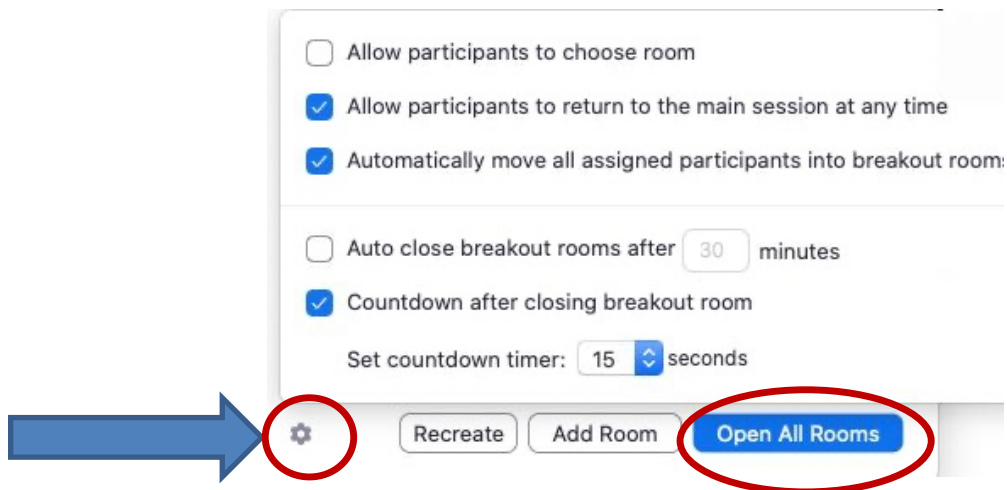 Allow participants to choose room
Allow participants to return to the main session at any time
Automatically move all assigned participants into breakout rooms
Auto close breakout rooms after 30 minutes
Countdown after closing breakout room
Set countdown timer: 15 seconds
Recreate Add Room Open All Rooms